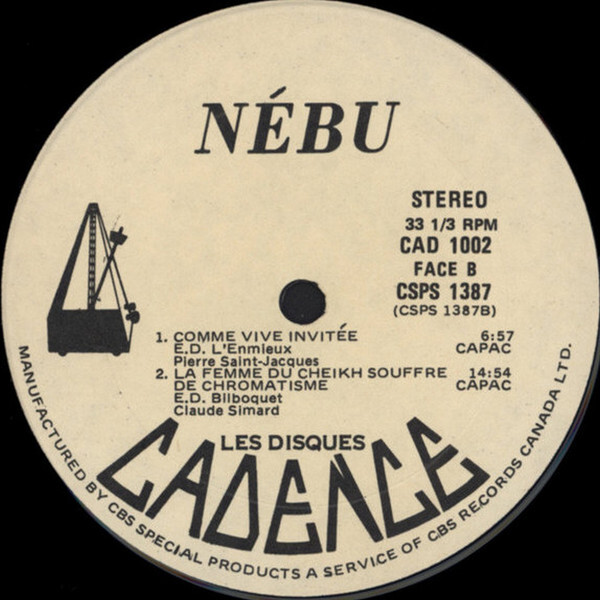 NÉBU
STEREO
33 1/3 RPM
CAD 1002
FACE B
CSPS 1387
(CSPS 1387B)
1. COMME VIVE INVITÉE 6:57
E.D. L'Enmieux CAPAC
Pierre Saint-Jacques
2. LA FEMME DU CHEIKH SOUFFRE 14:54
DE CHROMATISME CAPAC
E.D. Bilboquet
Claude Simard
LES DISQUES
CADENCE
MANUFACTURED BY CBS SPECIAL PRODUCTS A SERVICE OF CBS RECORDS CANADA LTD.